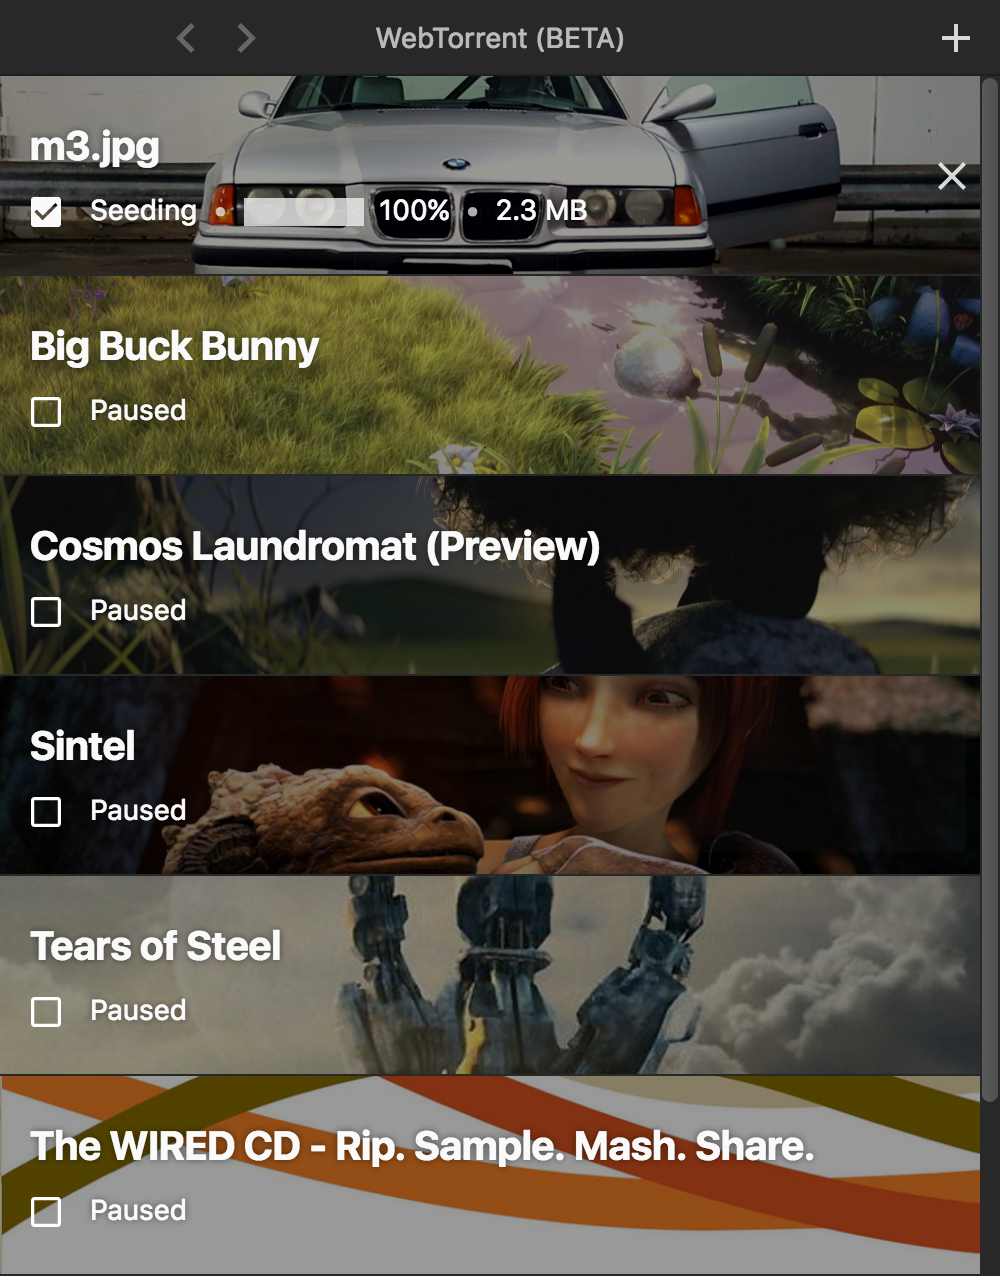 WebTorrent (BETA)
m3.jpg
Seeding • 100% • 2.3 MB
Big Buck Bunny
Paused
Cosmos Laundromat (Preview)
Paused
Sintel
Paused
Tears of Steel
Paused
The WIRED CD - Rip. Sample. Mash. Share.
Paused